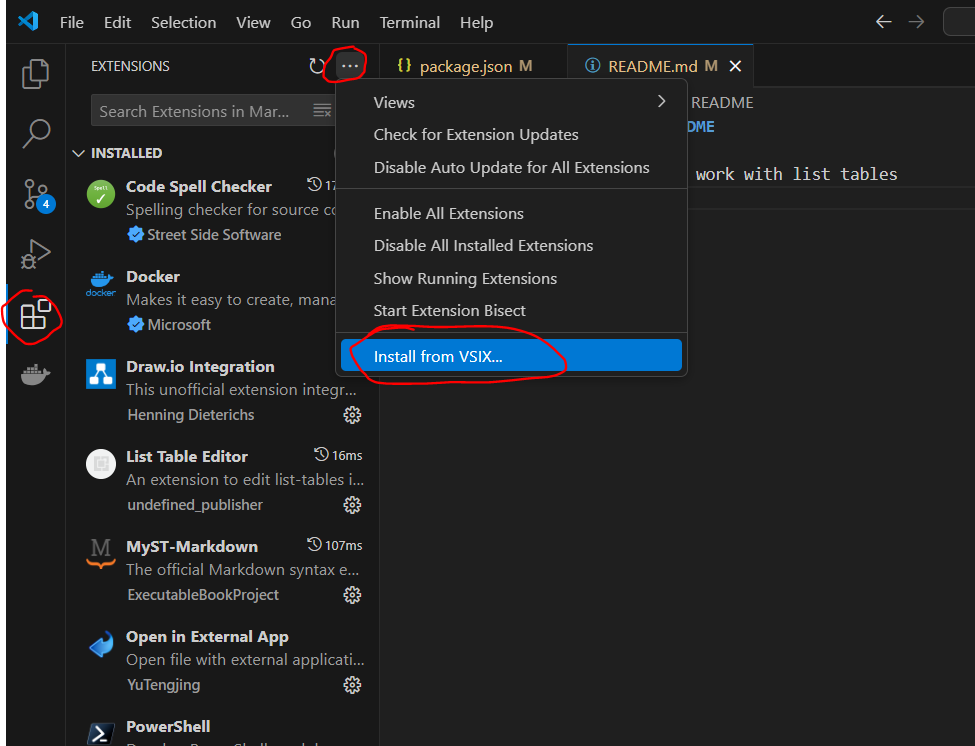 File Edit Selection View Go Run Terminal Help
EXTENSIONS
{} package.json M
README.md M
Search Extensions in Mar...
Views
README
Check for Extension Updates
DME
INSTALLED
Disable Auto Update for All Extensions
work with list tables
Code Spell Checker 17
Spell
Spelling checker for source co
Street Side Software
4
Enable All Extensions
Disable All Installed Extensions
Docker
docker
Makes it easy to create, mana
Microsoft
Show Running Extensions
Start Extension Bisect
Install from VSIX...
Draw.io Integration
This unofficial extension integr...
Henning Dieterichs
List Table Editor 16ms
An extension to edit list-tables i...
undefined_publisher
M
MyST-Markdown 107ms
The official Markdown syntax e...
ExecutableBookProject
Open in External App
Open file with external applicati...
YuTengjing
PowerShell